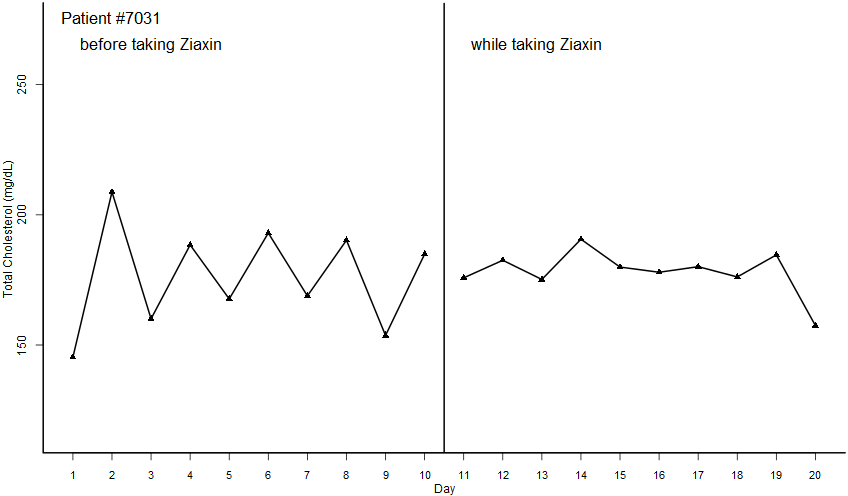 Patient #7031
before taking Ziaxin
while taking Ziaxin
Total Cholesterol (mg/dL)
250
200
150
1 2 3 4 5 6 7 8 9 10 11 12 13 14 15 16 17 18 19 20
Day